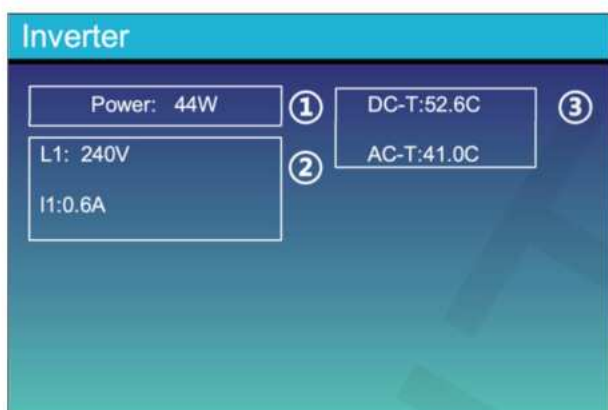 Inverter
Power: 44W
①
L1: 240V
I1:0.6A
②
DC-T:52.6C
AC-T:41.0C
③